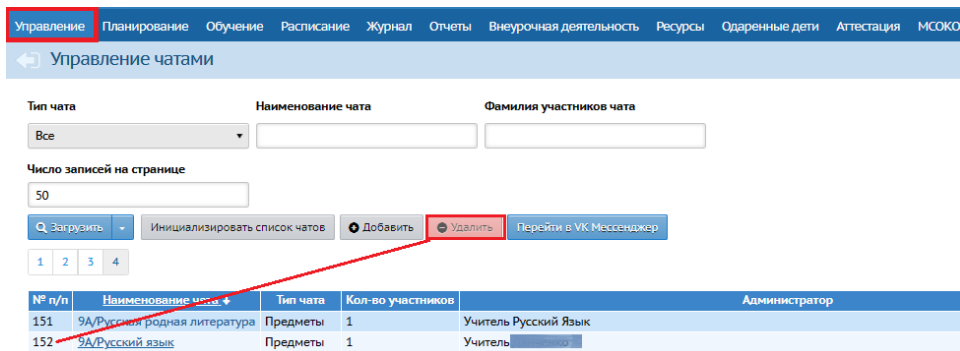 Управление Планирование Обучение Расписание Журнал Отчеты Внеурочная деятельность Ресурсы Одаренные дети Аттестация МСОКО
Управление чатами
Тип чата Наименование чата Фамилия участников чата
Все
Число записей на странице
50
Загрузить Инициализировать список чатов Добавить Удалить Перейти в VK Мессенджер
1 2 3 4
№ п/п Наименование чата Тип чата Кол-во участников Администратор
151 9А/Русская родная литература Предметы 1 Учитель Русский Язык
152 9А/Русский язык Предметы 1 Учитель